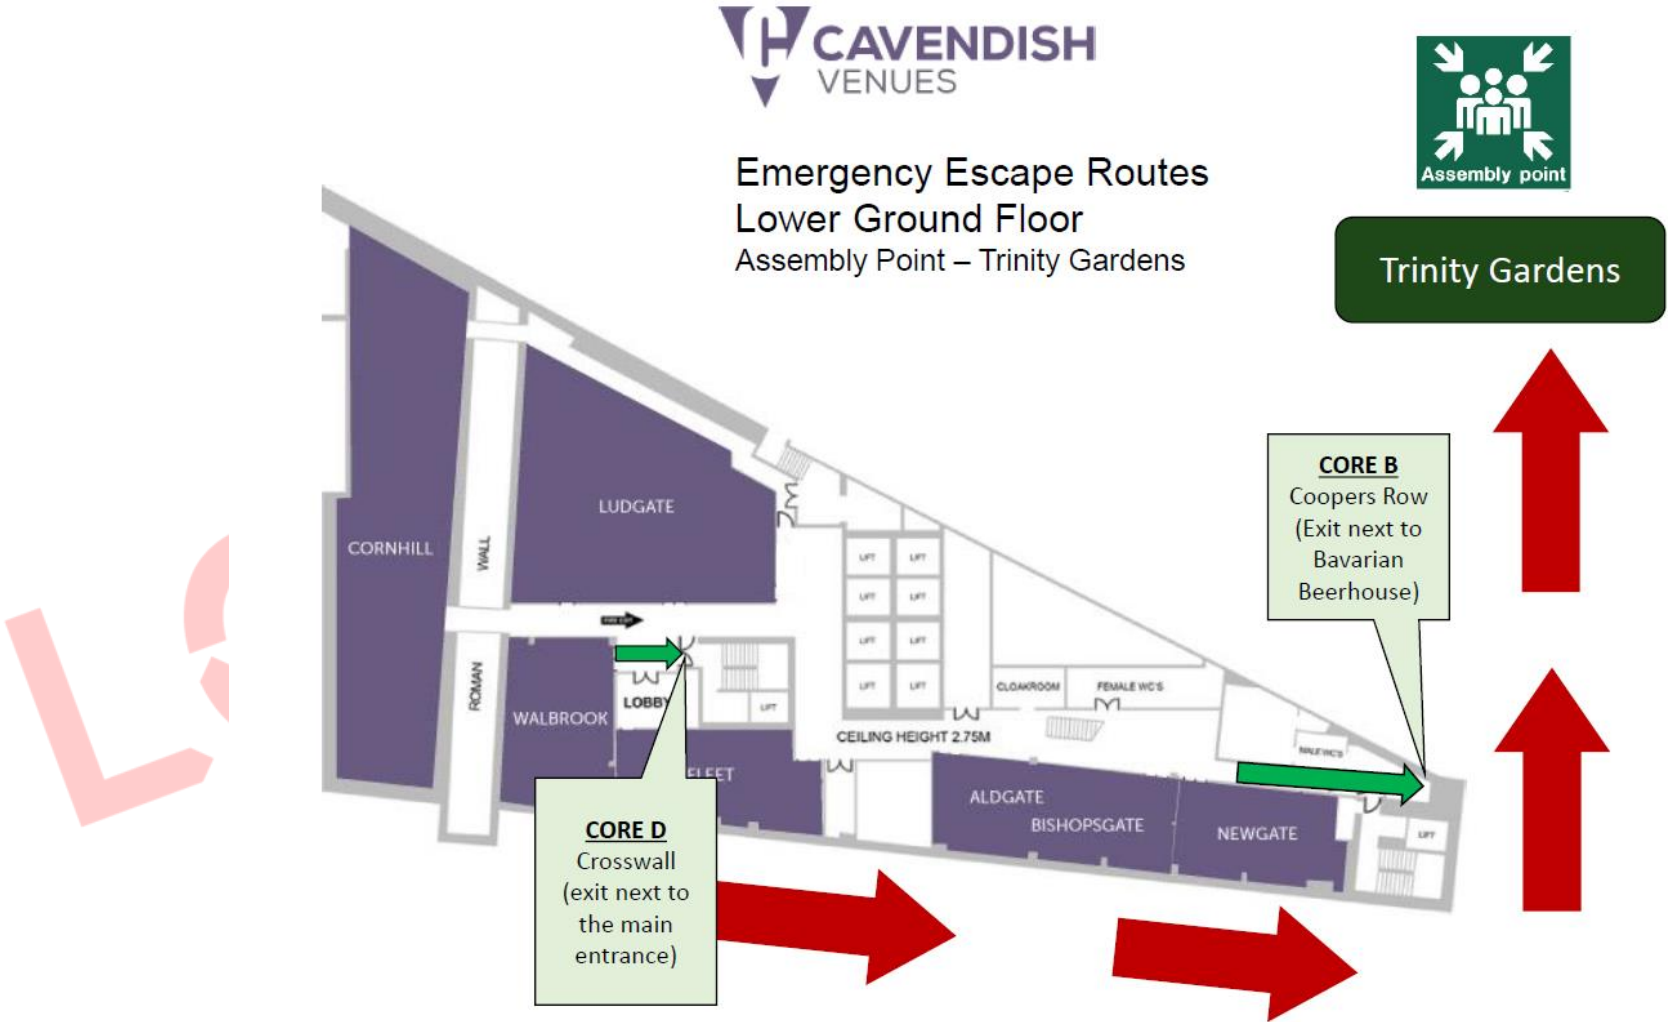 CAVENDISH
VENUES
Assembly point
Emergency Escape Routes
Lower Ground Floor
Assembly Point – Trinity Gardens
Trinity Gardens
CORE B
Coopers Row
(Exit next to
Bavarian
Beerhouse)
LUDGATE
CORNHILL
WALL
ROMAN
LIFT LIFT
LIFT LIFT
LIFT LIFT
LIFT LIFT
CLOAKROOM
FEMALE WC'S
WALBROOK
LOBBY
LIFT
CEILING HEIGHT 2.75M
MALE WC'S
FLEET
ALDGATE
BISHOPSGATE
NEWGATE
LIFT
CORE D
Crosswall
(exit next to
the main
entrance)